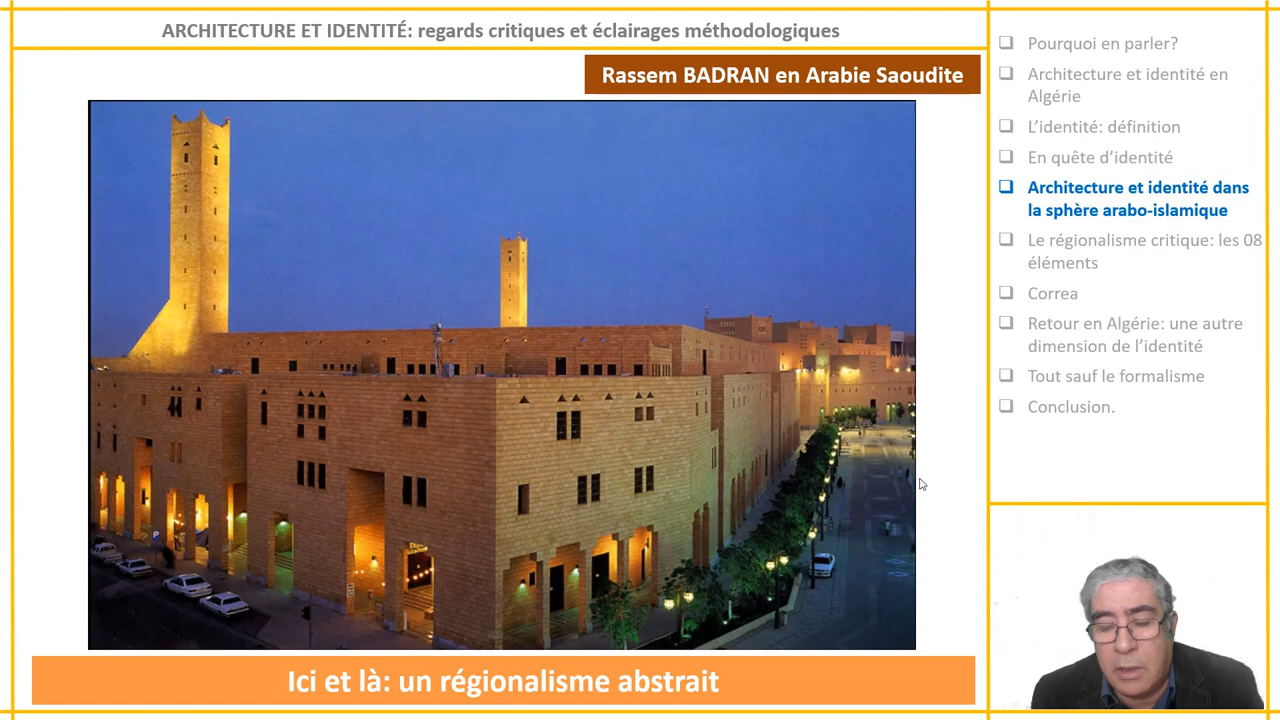 ARCHITECTURE ET IDENTITÉ: regards critiques et éclairages méthodologiques
Rassem BADRAN en Arabie Saoudite
Ici et là: un régionalisme abstrait
Pourquoi en parler?
Architecture et identité en
Algérie
L’identité: définition
En quête d’identité
Architecture et identité dans
la sphère arabo-islamique
Le régionalisme critique: les 08
éléments
Correa
Retour en Algérie: une autre
dimension de l’identité
Tout sauf le formalisme
Conclusion.